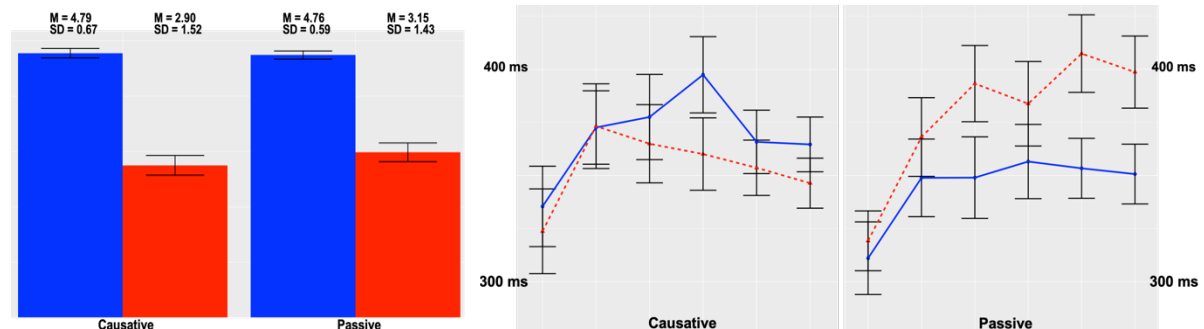 M = 4.79 M = 2.90 M = 4.76 M = 3.15
SD = 0.67 SD = 1.52 SD = 0.59 SD = 1.43
Causative Passive
400 ms
300 ms
Causative
400 ms
300 ms
Passive